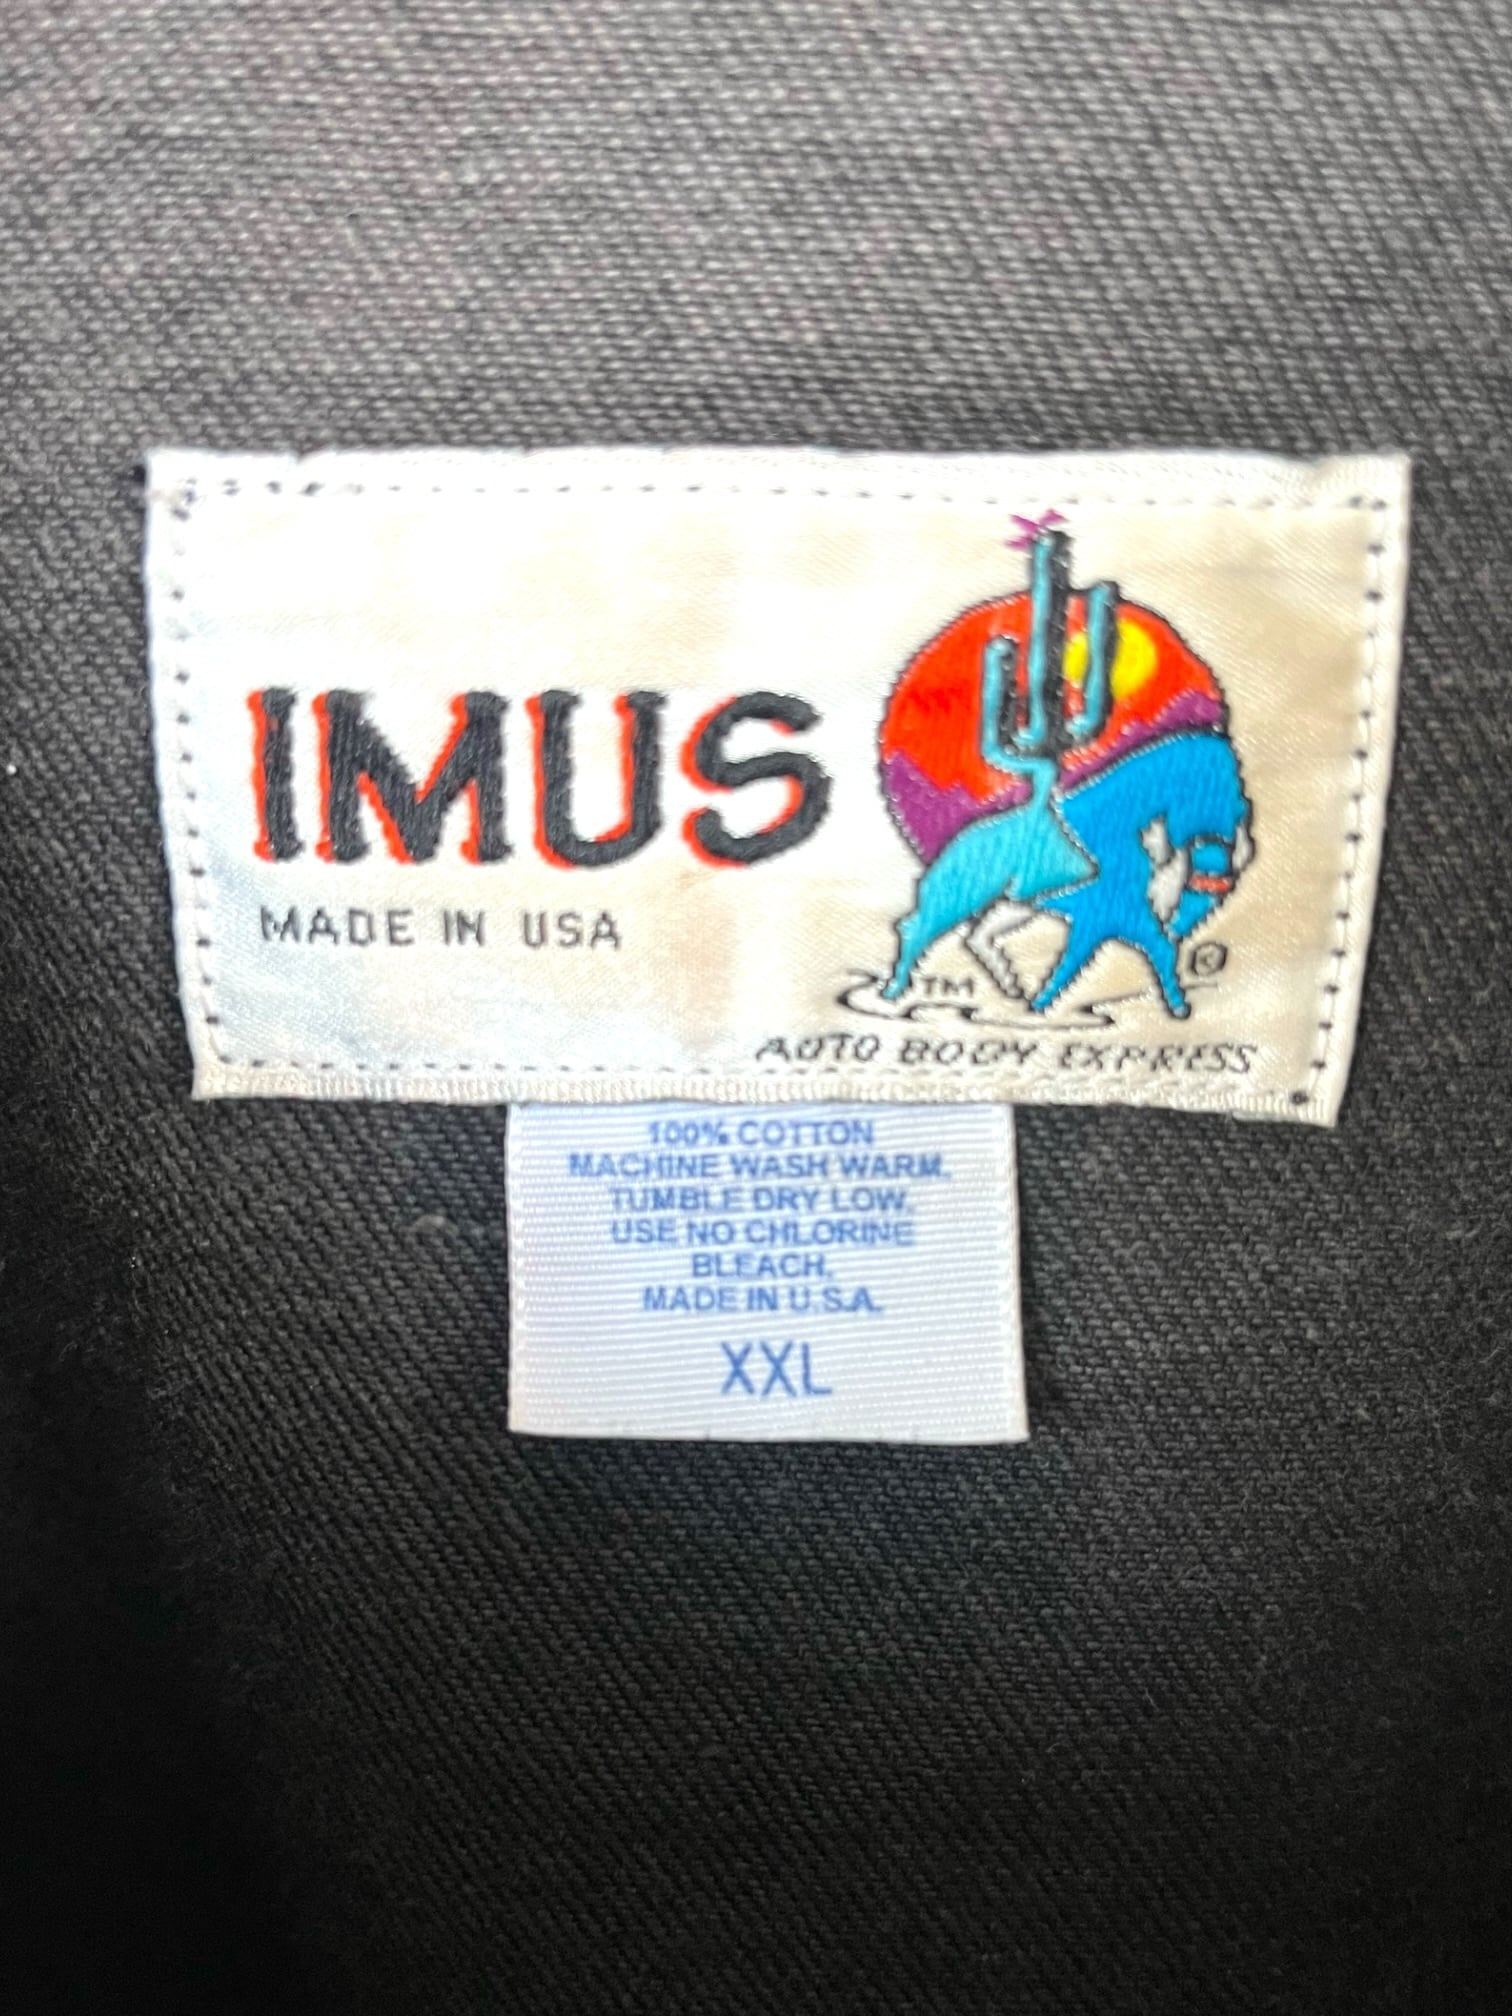 IMUS
MADE IN USA
TM
AUTO BODY EXPRESS
100% COTTON
MACHINE WASH WARM.
TUMBLE DRY LOW.
USE NO CHLORINE
BLEACH.
MADE IN U.S.A.
XXL